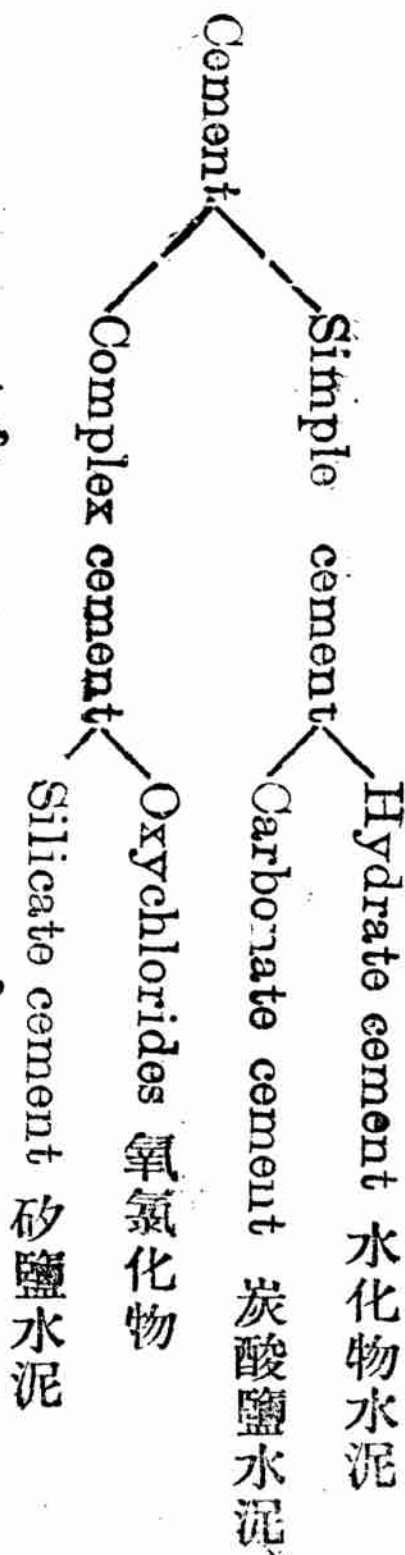 Cement
Simple cement
Hydrate cement 水化物水泥
Carbonate cement 炭酸鹽水泥
Complex cement
Oxychlorides 氧氯化物
Silicate cement 矽鹽水泥